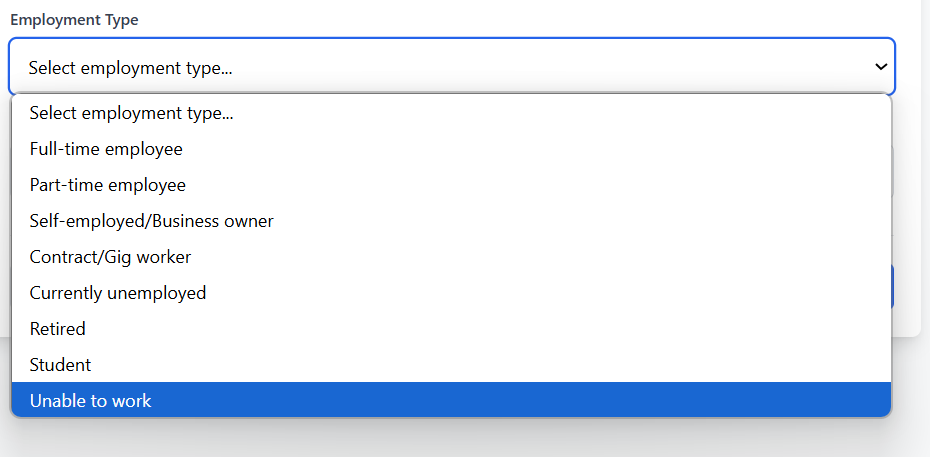 Employment Type
Select employment type...
Select employment type...
Full-time employee
Part-time employee
Self-employed/Business owner
Contract/Gig worker
Currently unemployed
Retired
Student
Unable to work